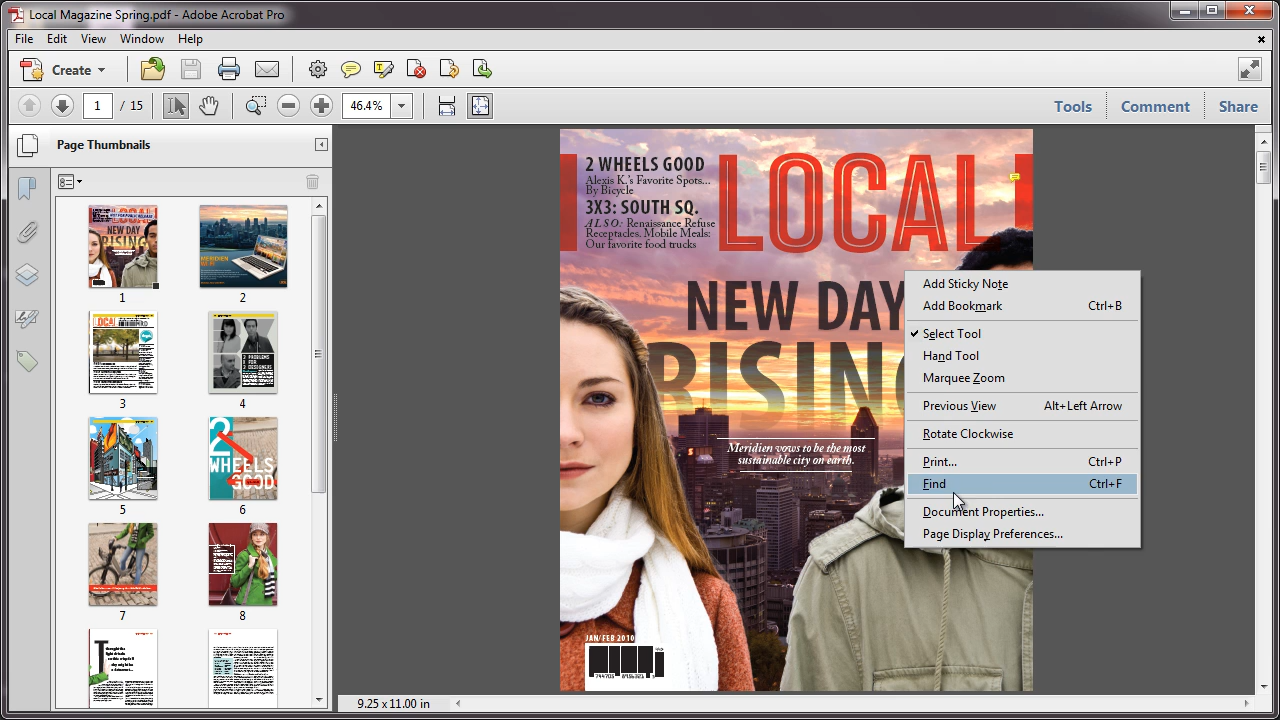 Local Magazine Spring.pdf - Adobe Acrobat Pro
File Edit View Window Help
Create
1 / 15 46.4% Tools Comment Share
Page Thumbnails
1
2
3
4
5
6
7
8
2 WHEELS GOOD
Alexis K.'s Favorite Spots...
By Bicycle
3X3: SOUTH SQ.
ALSO: Renaissance Refuse
Receptacles. Mobile Meals:
Our favorite food trucks
LOCAL
NEW DAY
RISING
Meridien vows to be the most
sustainable city on earth.
JAN/FEB 2010
Add Sticky Note
Add Bookmark Ctrl+B
Select Tool
Hand Tool
Marquee Zoom
Previous View Alt+Left Arrow
Rotate Clockwise
Print... Ctrl+P
Find Ctrl+F
Document Properties...
Page Display Preferences...
9.25 x 11.00 in